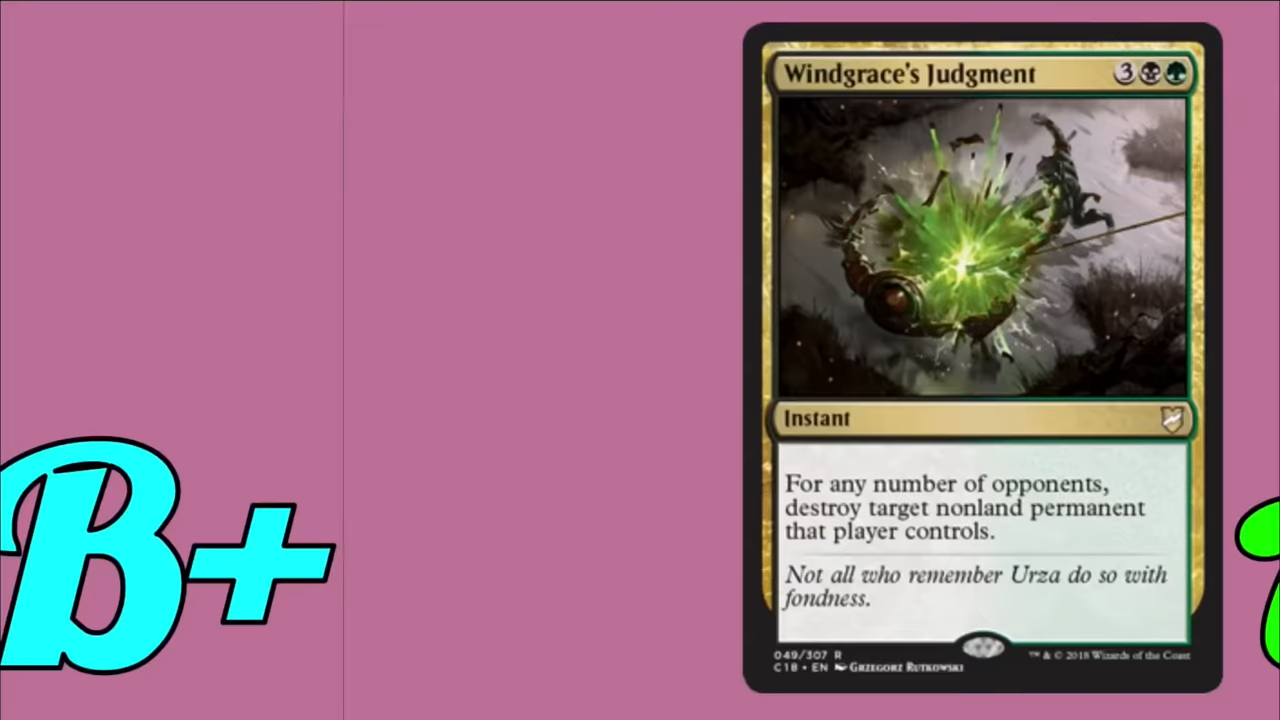 B+
Windgrace's Judgment
3
Instant
For any number of opponents,
destroy target nonland permanent
that player controls.
Not all who remember Urza do so with
fondness.
049/307 R
C18 • EN GRZEGORZ RUTKOWSKI
™ & © 2018 Wizards of the Coast